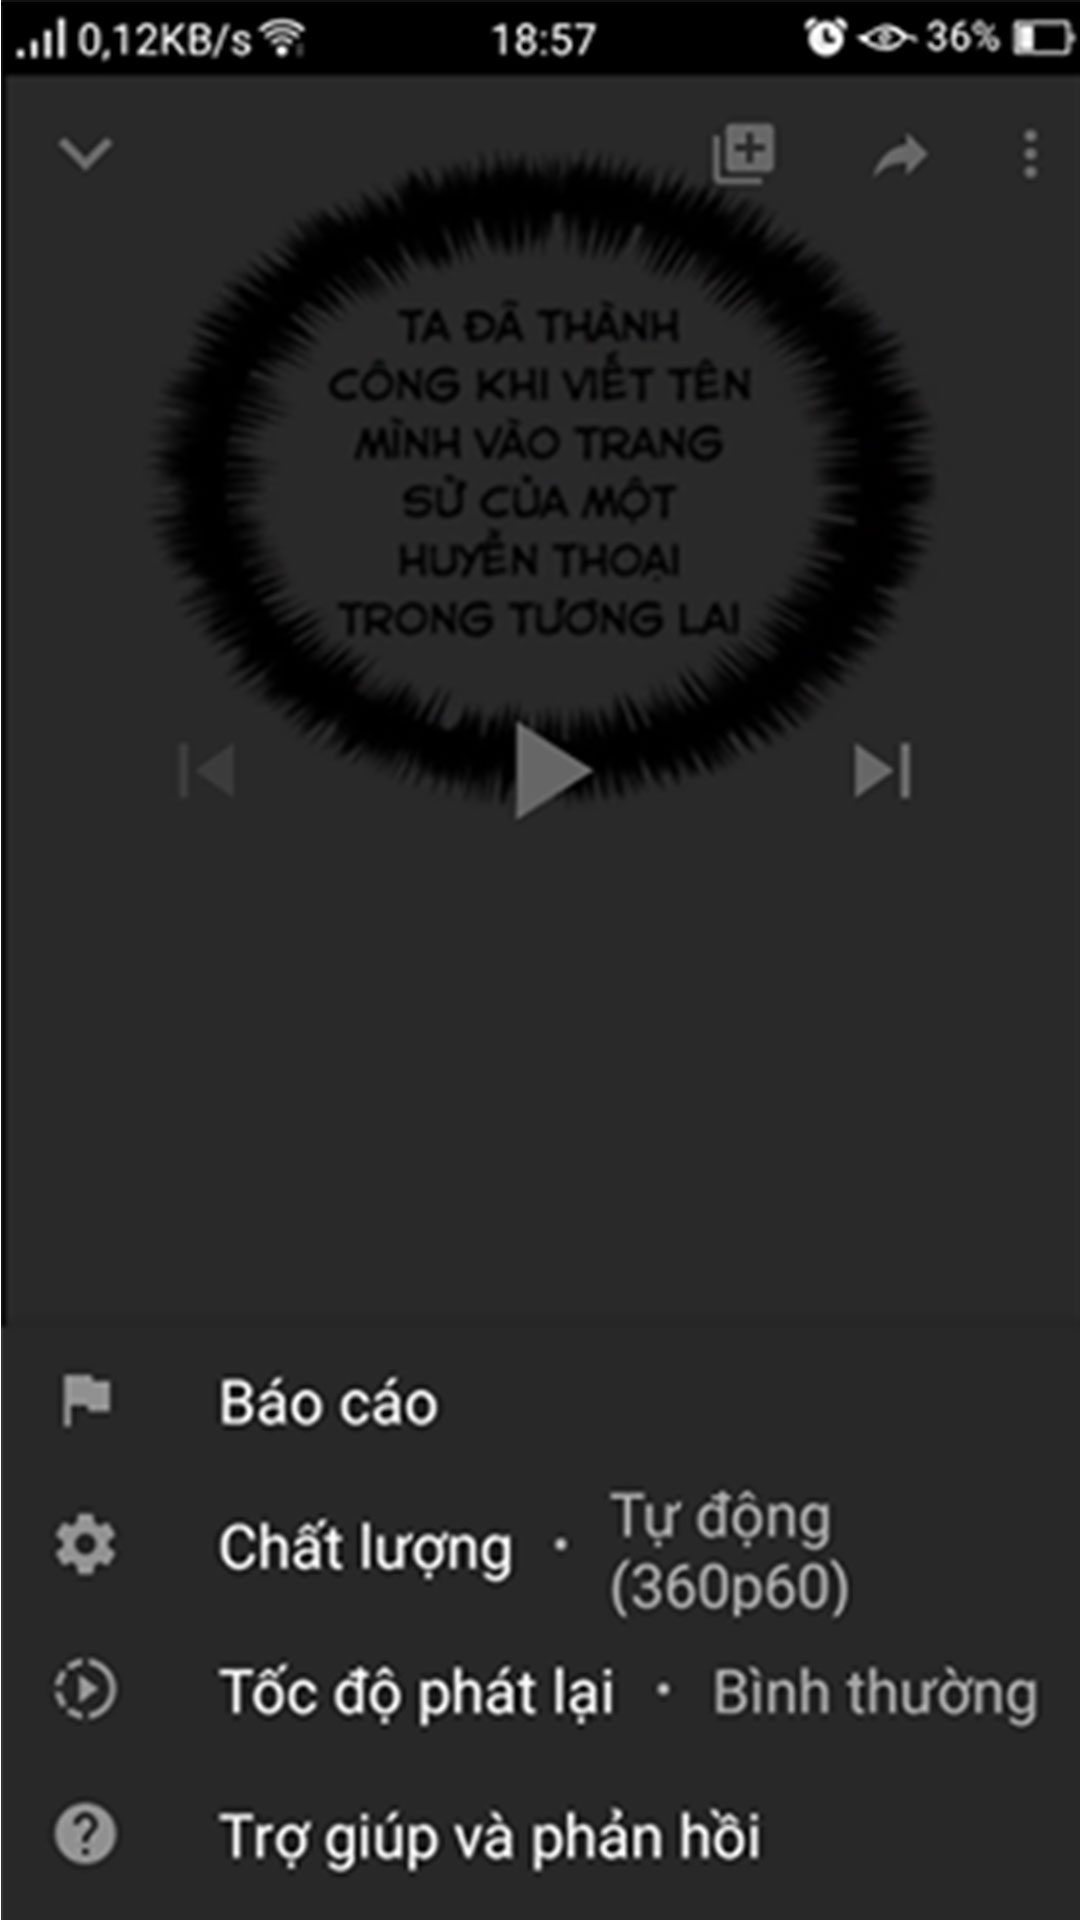 0,12KB/s 18:57 36%
TA ĐÃ THÀNH
CÔNG KHI VIẾT TÊN
MÌNH VÀO TRANG
SỬ CỦA MỘT
HUYỀN THOẠI
TRONG TƯƠNG LAI
Báo cáo
Chất lượng • Tự động
(360p60)
Tốc độ phát lại • Bình thường
Trợ giúp và phản hồi